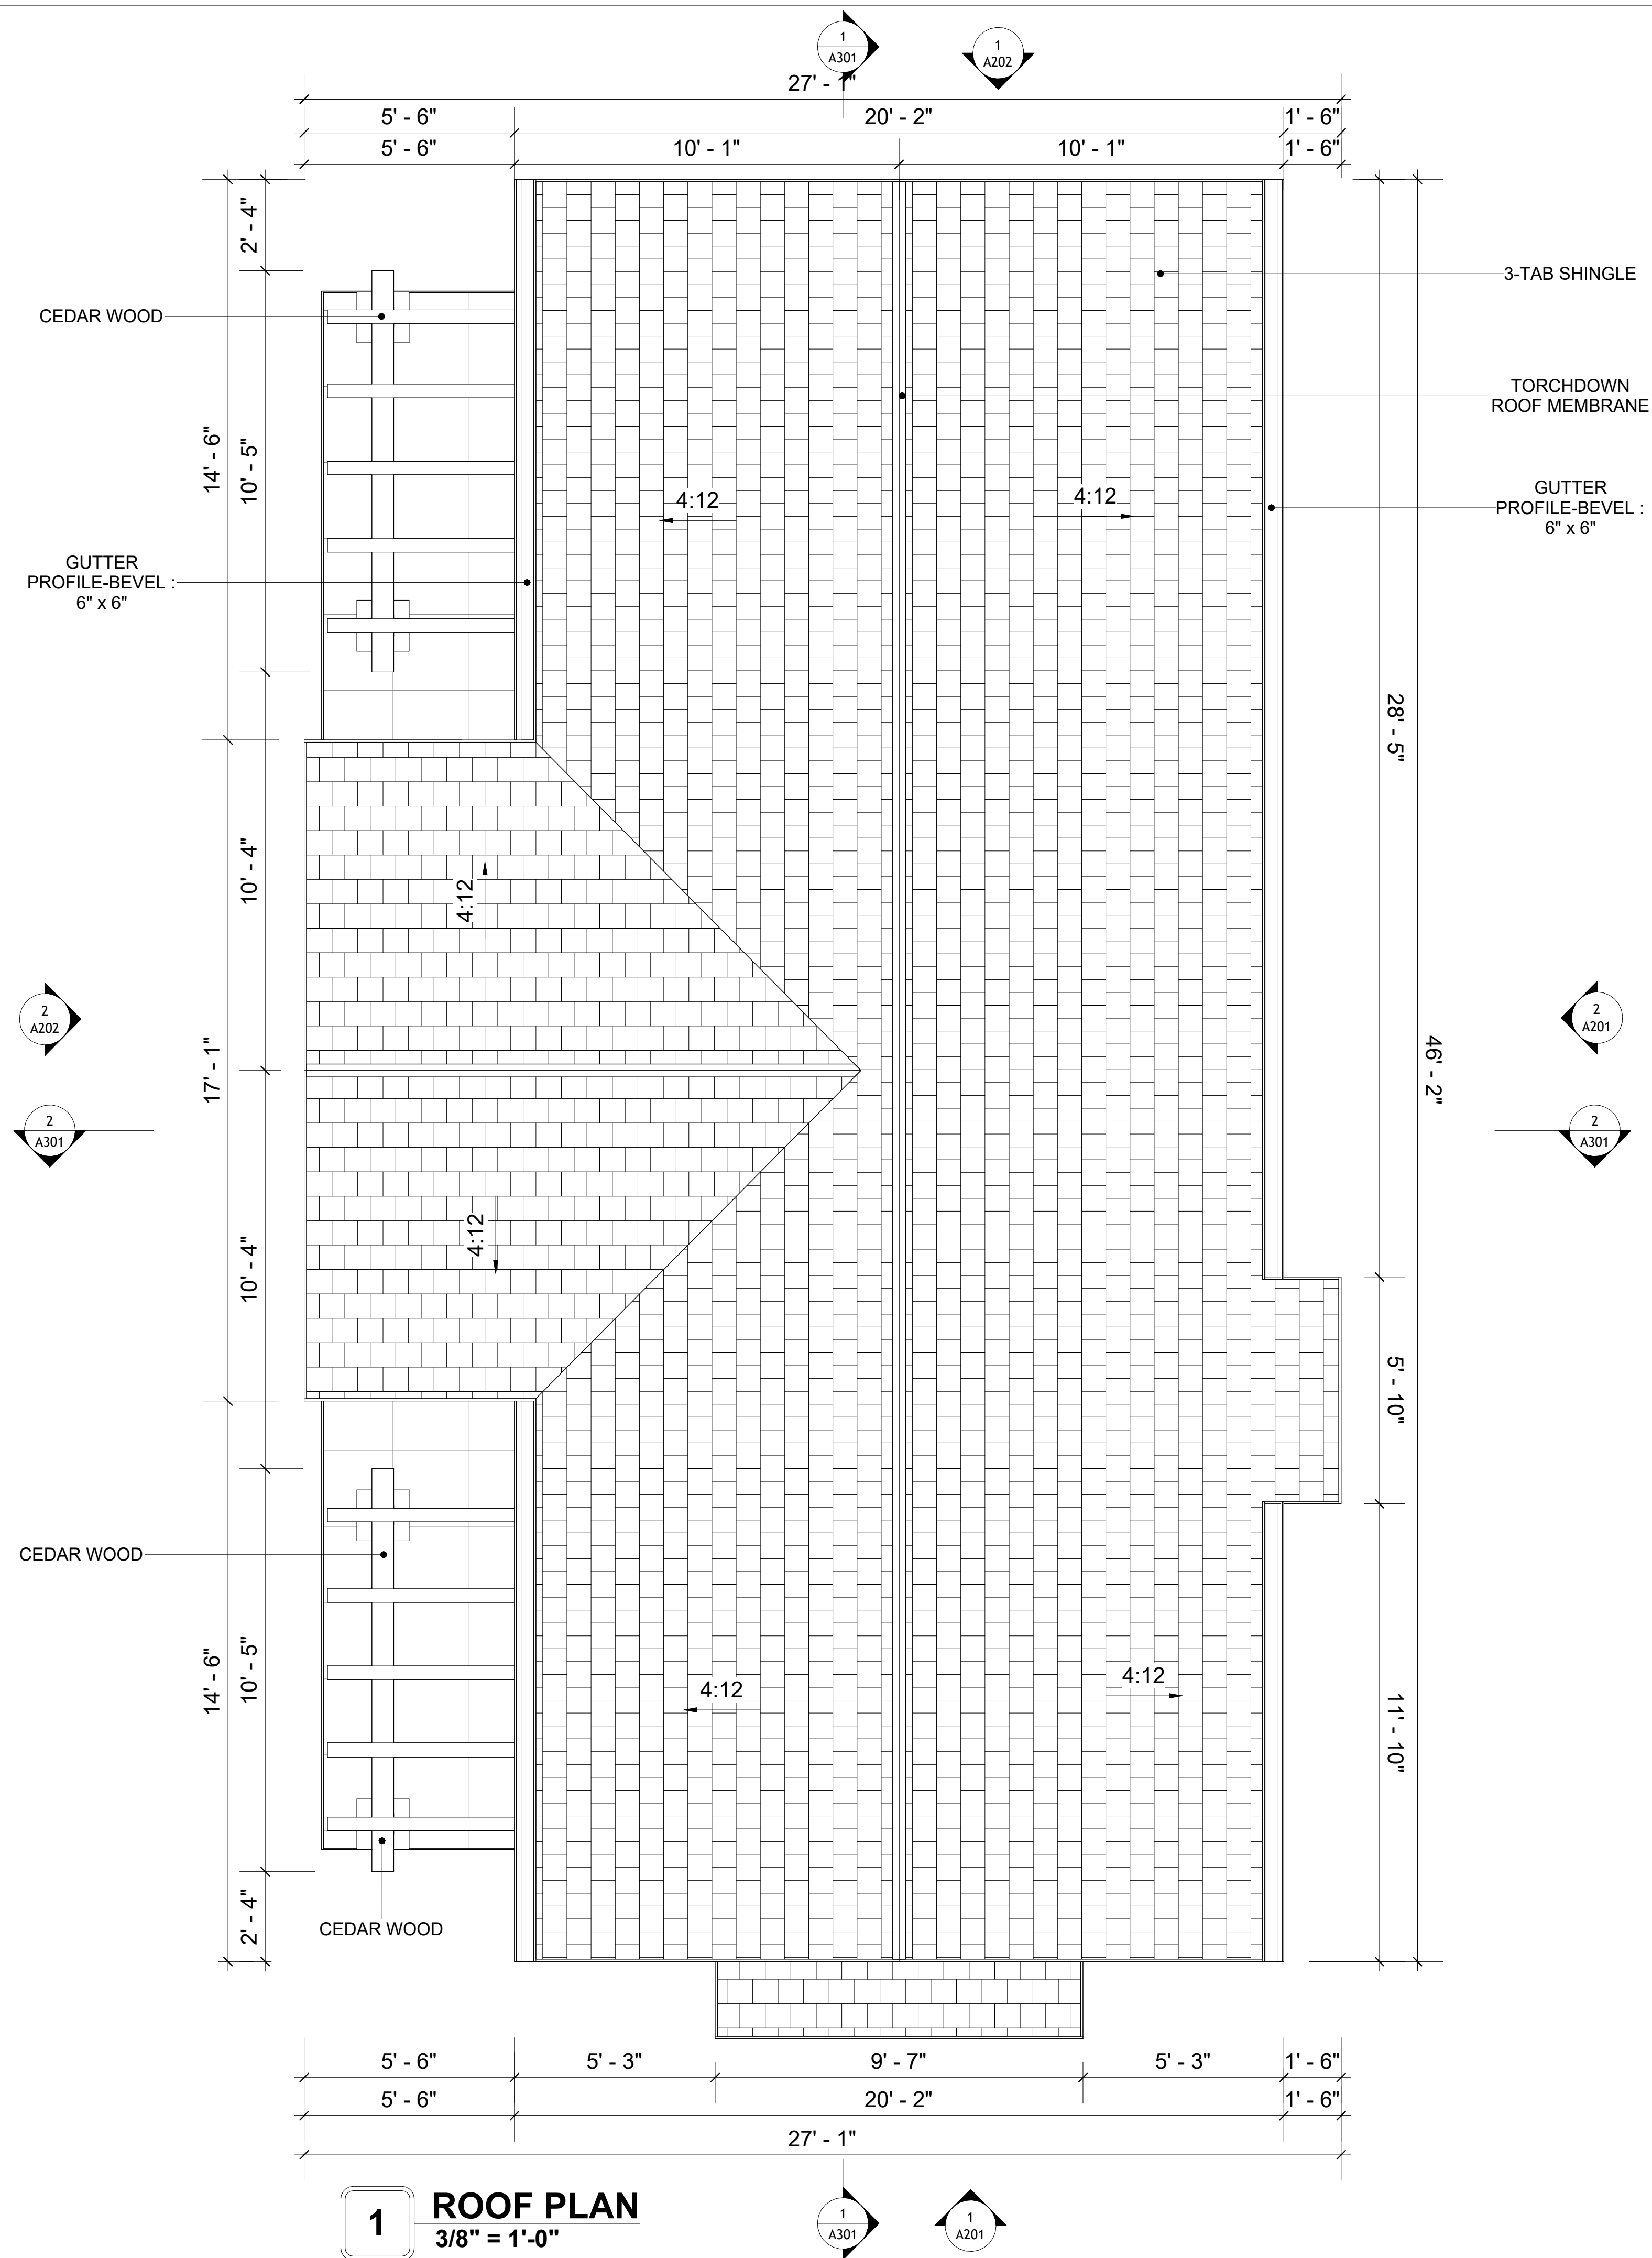 1
A301
1
A202
27' - 1"
5' - 6"
20' - 2"
1' - 6"
5' - 6"
10' - 1"
10' - 1"
1' - 6"
2' - 4"
3-TAB SHINGLE
CEDAR WOOD
TORCHDOWN
ROOF MEMBRANE
14' - 6"
10' - 5"
4:12
4:12
GUTTER
PROFILE-BEVEL :
6" x 6"
GUTTER
PROFILE-BEVEL :
6" x 6"
28' - 5"
10' - 4"
4:12
2
A202
2
A201
17' - 1"
46' - 2"
2
A301
2
A301
10' - 4"
4:12
5' - 10"
CEDAR WOOD
14' - 6"
10' - 5"
4:12
4:12
11' - 10"
2' - 4"
CEDAR WOOD
5' - 6"
5' - 3"
9' - 7"
5' - 3"
1' - 6"
5' - 6"
20' - 2"
1' - 6"
27' - 1"
1
ROOF PLAN
3/8" = 1'-0"
1
A301
1
A201